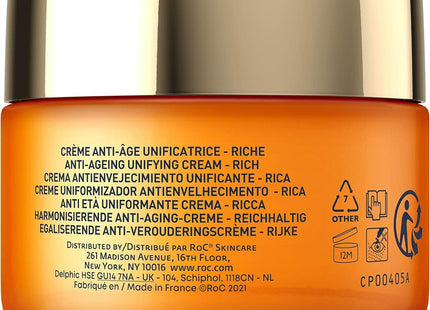 CRÈME ANTI-ÂGE UNIFICATRICE - RICHE
ANTI-AGEING UNIFYING CREAM - RICH
CREMA ANTIENVEJECIMIENTO UNIFICANTE - RICA
CREME UNIFORMIZADOR ANTIENVELHECIMENTO - RICA
ANTI ETÀ UNIFORMANTE CREMA - RICCA
HARMONISIERENDE ANTI-AGING-CREME - REICHHALTIG
EGALISERENDE ANTI-VEROUDERINGSCRÈME - RIJKE
DISTRIBUTED BY/DISTRIBUÉ PAR ROC® SKINCARE
261 MADISON AVENUE, 16TH FLOOR,
NEW YORK, NY, 10016 www.roc.com
Delphic HSE GU14 7NA - UK - 6104, Schiphol, 1118CN - NL
Fabriqué en / Made in France ©RoC 2021
7
OTHER
12M
CP00405A